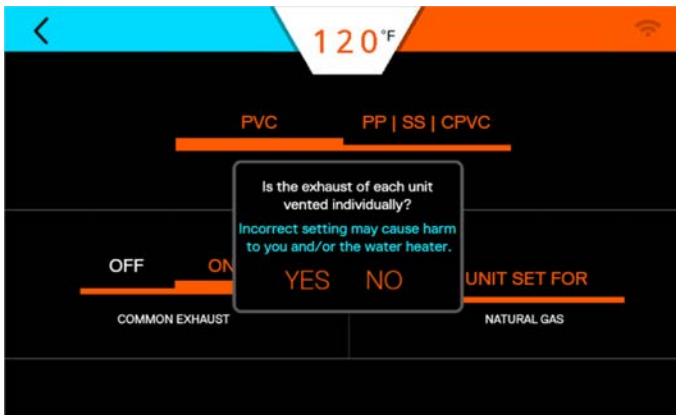 120°F
PVC PP | SS | CPVC
Is the exhaust of each unit
vented individually?
Incorrect setting may cause harm
to you and/or the water heater.
YES NO
OFF ON
UNIT SET FOR
COMMON EXHAUST
NATURAL GAS